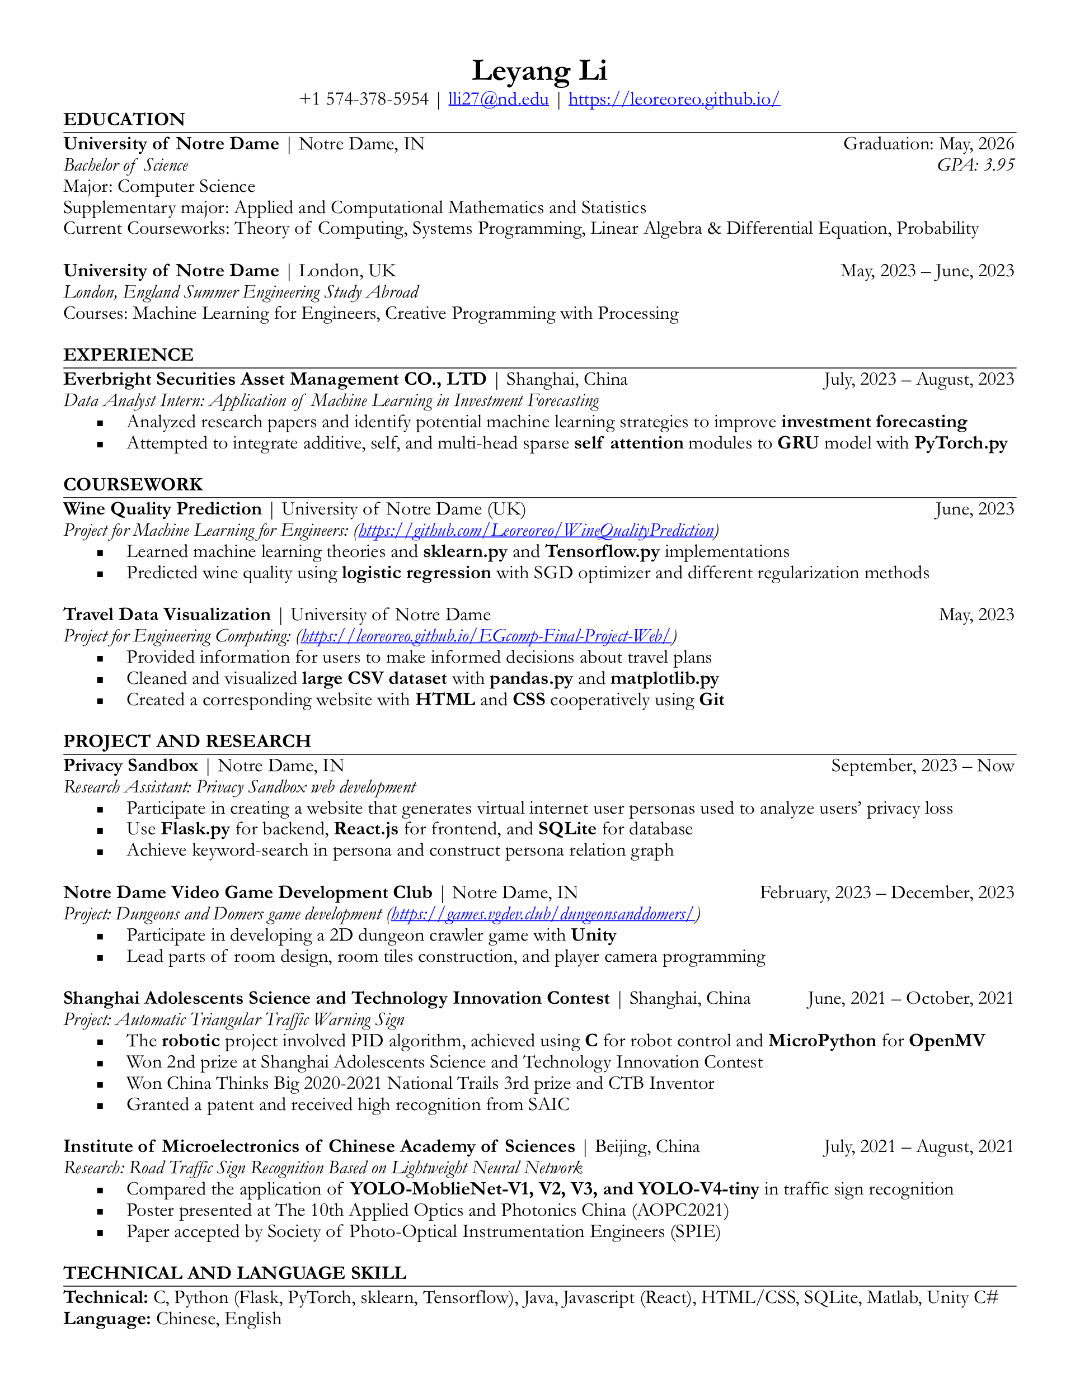 Leyang Li
+1 574-378-5954 | lli27@nd.edu | https://leoreoreo.github.io/
EDUCATION
University of Notre Dame | Notre Dame, IN Graduation: May, 2026
Bachelor of Science GPA: 3.95
Major: Computer Science
Supplementary major: Applied and Computational Mathematics and Statistics
Current Courseworks: Theory of Computing, Systems Programming, Linear Algebra & Differential Equation, Probability
University of Notre Dame | London, UK May, 2023 – June, 2023
London, England Summer Engineering Study Abroad
Courses: Machine Learning for Engineers, Creative Programming with Processing
EXPERIENCE
Everbright Securities Asset Management CO., LTD | Shanghai, China July, 2023 – August, 2023
Data Analyst Intern: Application of Machine Learning in Investment Forecasting
▪ Analyzed research papers and identify potential machine learning strategies to improve investment forecasting
▪ Attempted to integrate additive, self, and multi-head sparse self attention modules to GRU model with PyTorch.py
COURSEWORK
Wine Quality Prediction | University of Notre Dame (UK) June, 2023
Project for Machine Learning for Engineers: (https://github.com/Leoreoreo/WineQualityPrediction)
▪ Learned machine learning theories and sklearn.py and Tensorflow.py implementations
▪ Predicted wine quality using logistic regression with SGD optimizer and different regularization methods
Travel Data Visualization | University of Notre Dame May, 2023
Project for Engineering Computing: (https://leoreoreo.github.io/EGcomp-Final-Project-Web/)
▪ Provided information for users to make informed decisions about travel plans
▪ Cleaned and visualized large CSV dataset with pandas.py and matplotlib.py
▪ Created a corresponding website with HTML and CSS cooperatively using Git
PROJECT AND RESEARCH
Privacy Sandbox | Notre Dame, IN September, 2023 – Now
Research Assistant: Privacy Sandbox web development
▪ Participate in creating a website that generates virtual internet user personas used to analyze users’ privacy loss
▪ Use Flask.py for backend, React.js for frontend, and SQLite for database
▪ Achieve keyword-search in persona and construct persona relation graph
Notre Dame Video Game Development Club | Notre Dame, IN February, 2023 – December, 2023
Project: Dungeons and Domers game development (https://games.vgdev.club/dungeonsanddomers/)
▪ Participate in developing a 2D dungeon crawler game with Unity
▪ Lead parts of room design, room tiles construction, and player camera programming
Shanghai Adolescents Science and Technology Innovation Contest | Shanghai, China June, 2021 – October, 2021
Project: Automatic Triangular Traffic Warning Sign
▪ The robotic project involved PID algorithm, achieved using C for robot control and MicroPython for OpenMV
▪ Won 2nd prize at Shanghai Adolescents Science and Technology Innovation Contest
▪ Won China Thinks Big 2020-2021 National Trails 3rd prize and CTB Inventor
▪ Granted a patent and received high recognition from SAIC
Institute of Microelectronics of Chinese Academy of Sciences | Beijing, China July, 2021 – August, 2021
Research: Road Traffic Sign Recognition Based on Lightweight Neural Network
▪ Compared the application of YOLO-MoblieNet-V1, V2, V3, and YOLO-V4-tiny in traffic sign recognition
▪ Poster presented at The 10th Applied Optics and Photonics China (AOPC2021)
▪ Paper accepted by Society of Photo-Optical Instrumentation Engineers (SPIE)
TECHNICAL AND LANGUAGE SKILL
Technical: C, Python (Flask, PyTorch, sklearn, Tensorflow), Java, Javascript (React), HTML/CSS, SQLite, Matlab, Unity C#
Language: Chinese, English